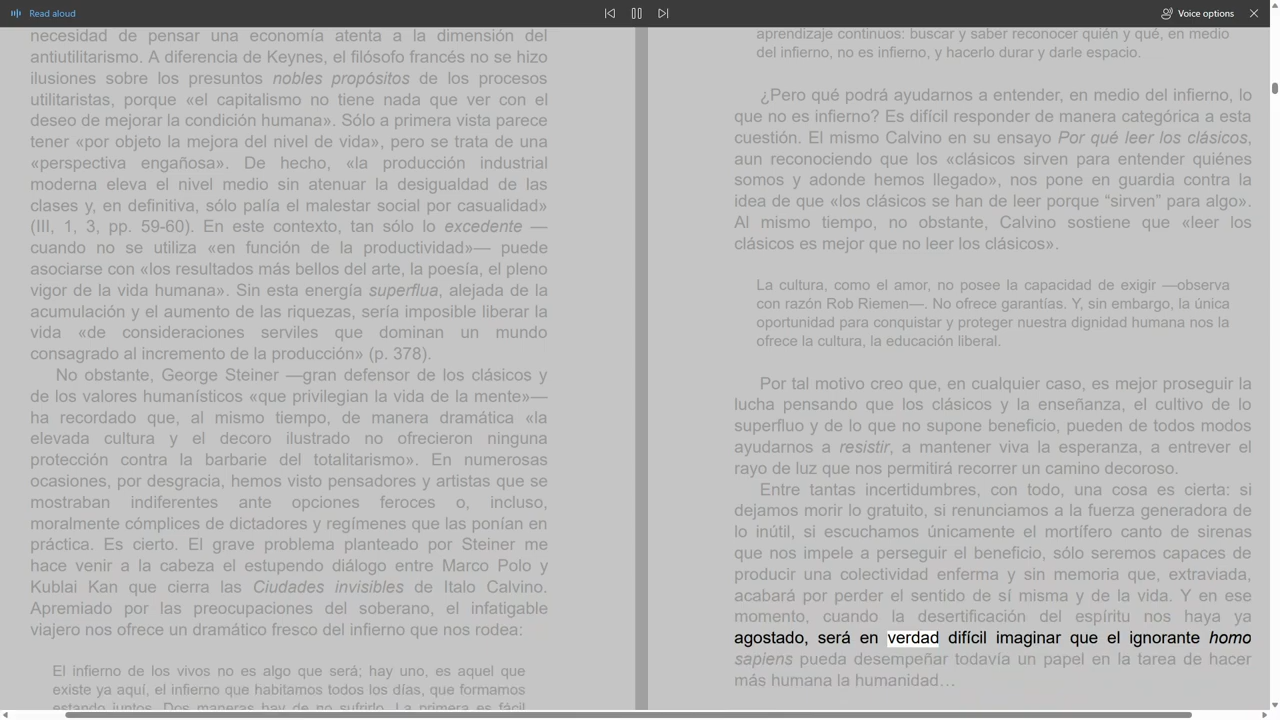 Read aloud
Voice options
necesidad de pensar una economía atenta a la dimensión del
antiutilitarismo. A diferencia de Keynes, el filósofo francés no se hizo
ilusiones sobre los presuntos nobles propósitos de los procesos
utilitaristas, porque «el capitalismo no tiene nada que ver con el
deseo de mejorar la condición humana». Sólo a primera vista parece
tener «por objeto la mejora del nivel de vida», pero se trata de una
«perspectiva engañosa». De hecho, «la producción industrial
moderna eleva el nivel medio sin atenuar la desigualdad de las
clases y, en definitiva, sólo palía el malestar social por casualidad»
(III, 1, 3, pp. 59-60). En este contexto, tan sólo lo excedente —
cuando no se utiliza «en función de la productividad»— puede
asociarse con «los resultados más bellos del arte, la poesía, el pleno
vigor de la vida humana». Sin esta energía superflua, alejada de la
acumulación y el aumento de las riquezas, sería imposible liberar la
vida «de consideraciones serviles que dominan un mundo
consagrado al incremento de la producción» (p. 378).
No obstante, George Steiner —gran defensor de los clásicos y
de los valores humanísticos «que privilegian la vida de la mente»—
ha recordado que, al mismo tiempo, de manera dramática «la
elevada cultura y el decoro ilustrado no ofrecieron ninguna
protección contra la barbarie del totalitarismo». En numerosas
ocasiones, por desgracia, hemos visto pensadores y artistas que se
mostraban indiferentes ante opciones feroces o, incluso,
moralmente cómplices de dictadores y regímenes que las ponían en
práctica. Es cierto. El grave problema planteado por Steiner me
hace venir a la cabeza el estupendo diálogo entre Marco Polo y
Kublai Kan que cierra las Ciudades invisibles de Italo Calvino.
Apremiado por las preocupaciones del soberano, el infatigable
viajero nos ofrece un dramático fresco del infierno que nos rodea:
El infierno de los vivos no es algo que será; hay uno, es aquel que
existe ya aquí, el infierno que habitamos todos los días, que formamos
estando juntos. Dos maneras hay de no sufrirlo. La primera es fácil
aprendizaje continuos: buscar y saber reconocer quién y qué, en medio
del infierno, no es infierno, y hacerlo durar y darle espacio.
¿Pero qué podrá ayudarnos a entender, en medio del infierno, lo
que no es infierno? Es difícil responder de manera categórica a esta
cuestión. El mismo Calvino en su ensayo Por qué leer los clásicos,
aun reconociendo que los «clásicos sirven para entender quiénes
somos y adonde hemos llegado», nos pone en guardia contra la
idea de que «los clásicos se han de leer porque “sirven” para algo».
Al mismo tiempo, no obstante, Calvino sostiene que «leer los
clásicos es mejor que no leer los clásicos».
La cultura, como el amor, no posee la capacidad de exigir —observa
con razón Rob Riemen—. No ofrece garantías. Y, sin embargo, la única
oportunidad para conquistar y proteger nuestra dignidad humana nos la
ofrece la cultura, la educación liberal.
Por tal motivo creo que, en cualquier caso, es mejor proseguir la
lucha pensando que los clásicos y la enseñanza, el cultivo de lo
superfluo y de lo que no supone beneficio, pueden de todos modos
ayudarnos a resistir, a mantener viva la esperanza, a entrever el
rayo de luz que nos permitirá recorrer un camino decoroso.
Entre tantas incertidumbres, con todo, una cosa es cierta: si
dejamos morir lo gratuito, si renunciamos a la fuerza generadora de
lo inútil, si escuchamos únicamente el mortífero canto de sirenas
que nos impele a perseguir el beneficio, sólo seremos capaces de
producir una colectividad enferma y sin memoria que, extraviada,
acabará por perder el sentido de sí misma y de la vida. Y en ese
momento, cuando la desertificación del espíritu nos haya ya
agostado, será en verdad difícil imaginar que el ignorante homo
sapiens pueda desempeñar todavía un papel en la tarea de hacer
más humana la humanidad…